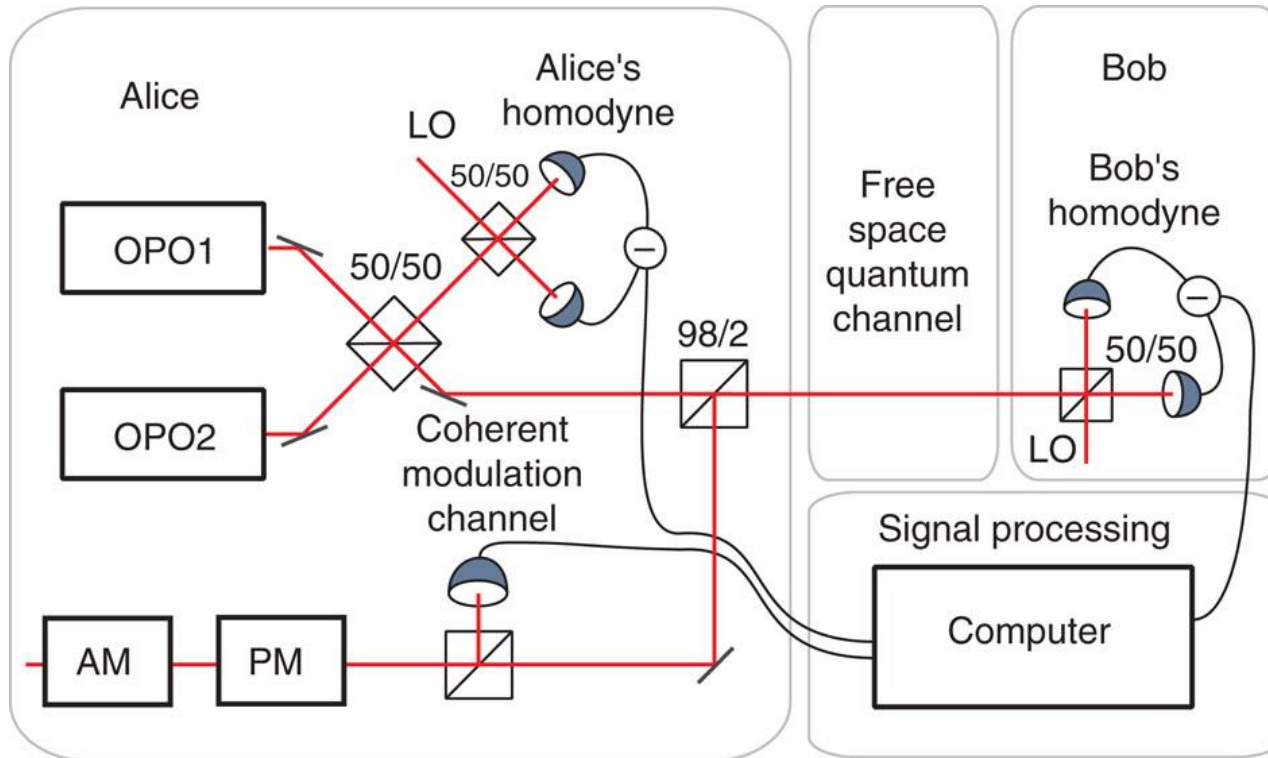 Alice
OPO1
OPO2
50/50
LO
50/50
Alice's
homodyne
−
98/2
Coherent
modulation
channel
AM
PM
Free
space
quantum
channel
Bob
Bob's
homodyne
−
50/50
LO
Signal processing
Computer